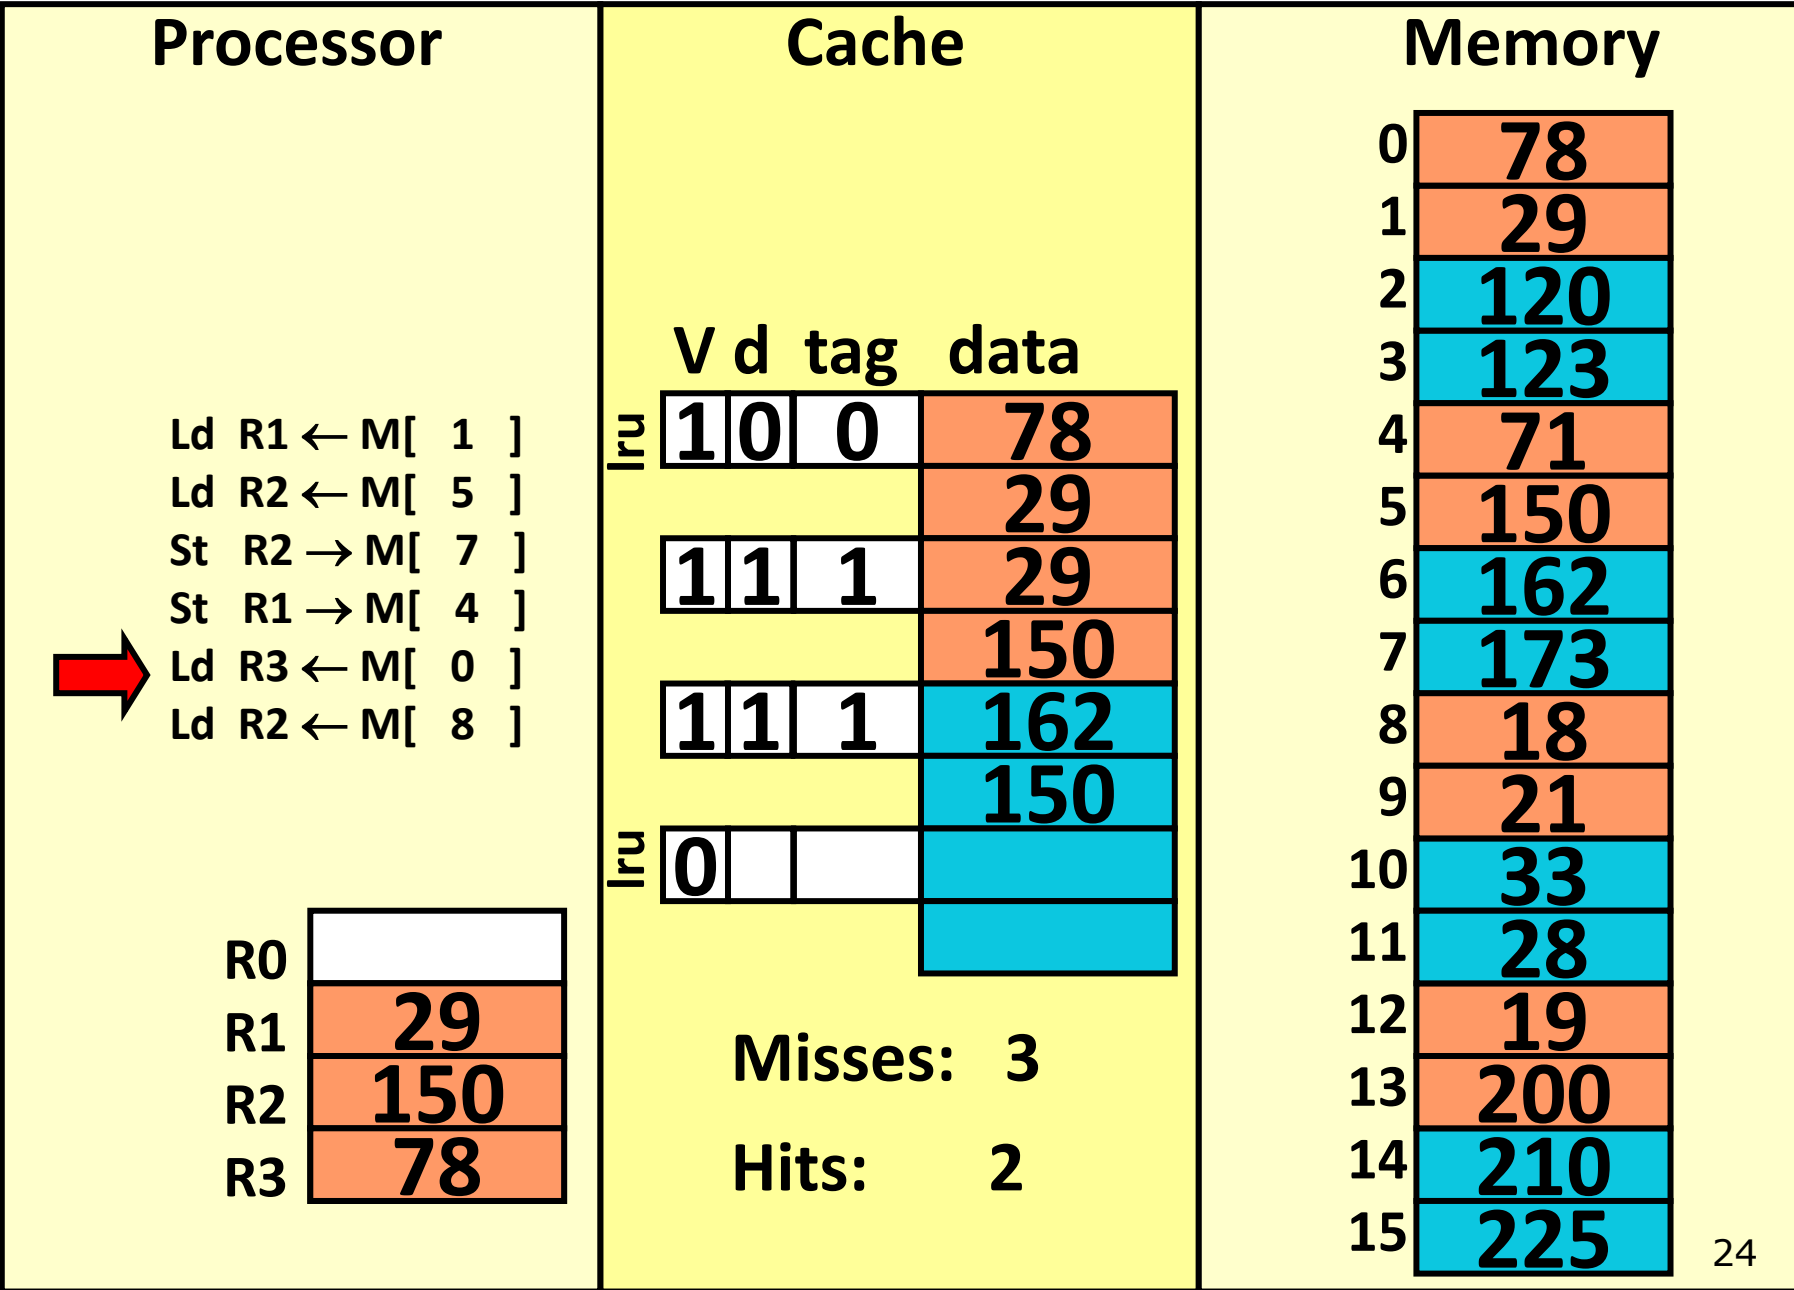 Processor
Ld R1 ← M[ 1 ]
Ld R2 ← M[ 5 ]
St R2 → M[ 7 ]
St R1 → M[ 4 ]
Ld R3 ← M[ 0 ]
Ld R2 ← M[ 8 ]
R0
R1 29
R2 150
R3 78
Cache
V d tag data
lru 1 0 0 78
29
1 1 1 29
150
1 1 1 162
150
lru 0
Misses: 3
Hits: 2
Memory
0 78
1 29
2 120
3 123
4 71
5 150
6 162
7 173
8 18
9 21
10 33
11 28
12 19
13 200
14 210
15 225
24